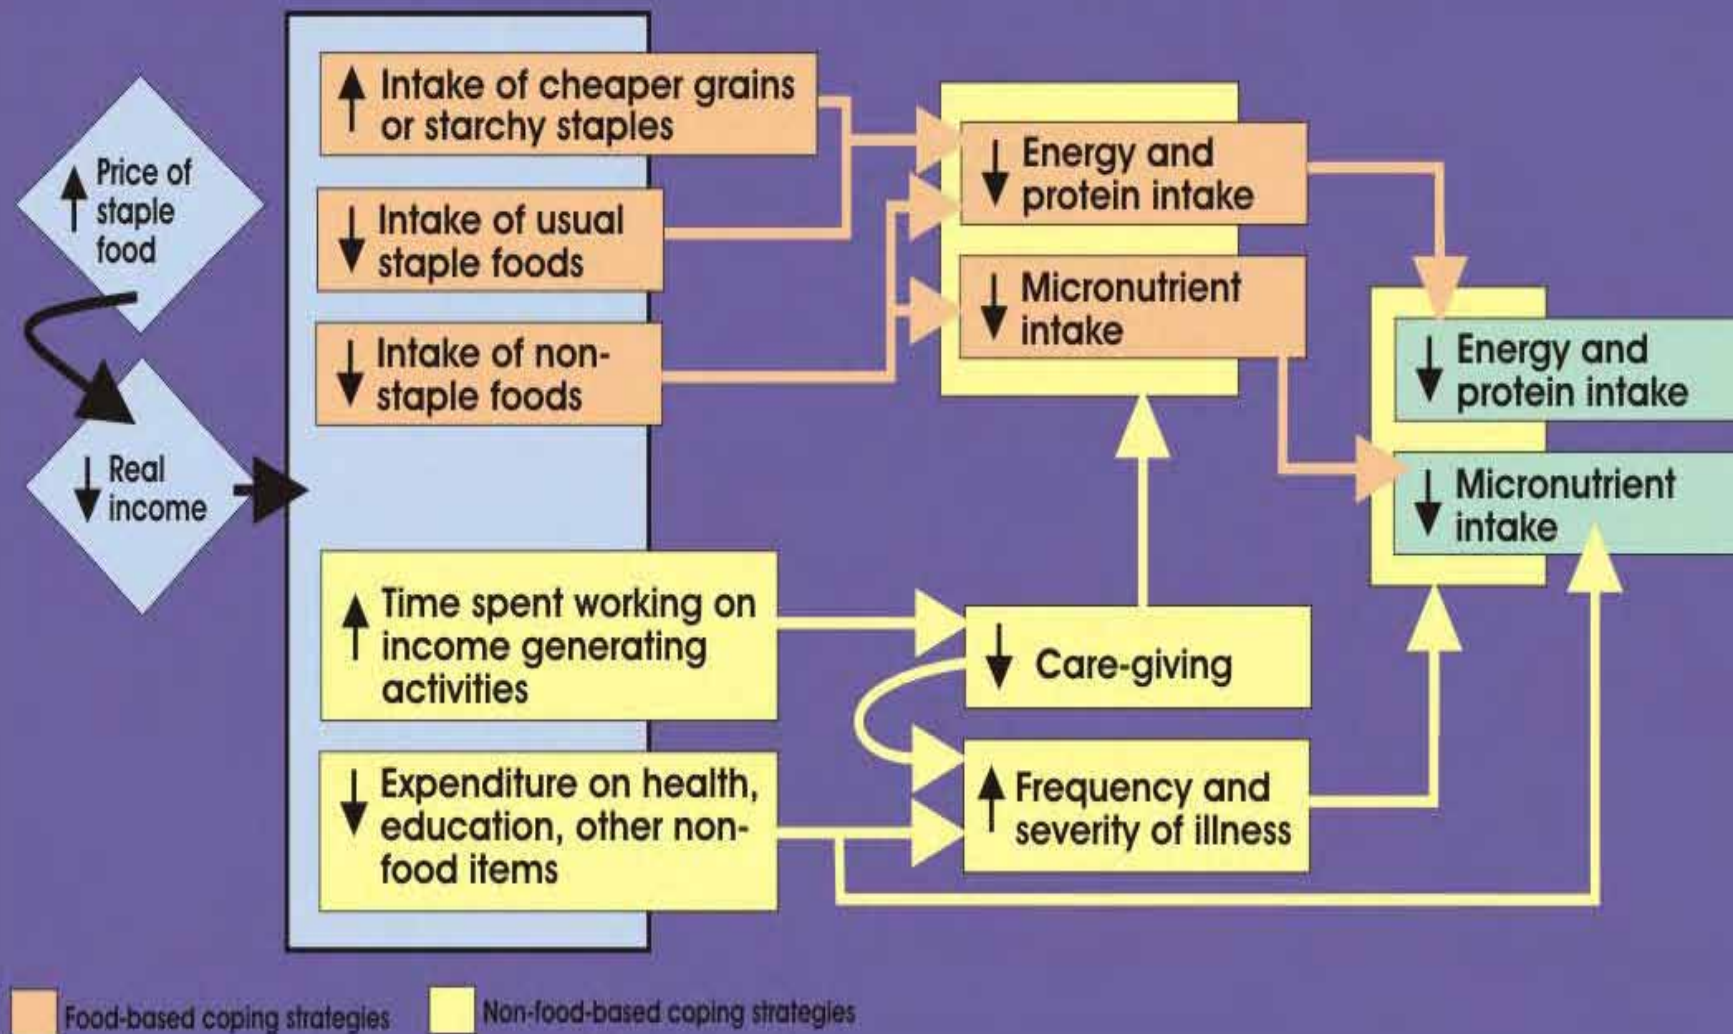 Price of
staple
food
Real
income
Intake of cheaper grains
or starchy staples
Intake of usual
staple foods
Intake of non-
staple foods
Time spent working on
income generating
activities
Expenditure on health,
education, other non-
food items
Energy and
protein intake
Micronutrient
intake
Care-giving
Frequency and
severity of illness
Energy and
protein intake
Micronutrient
intake
Food-based coping strategies
Non-food-based coping strategies